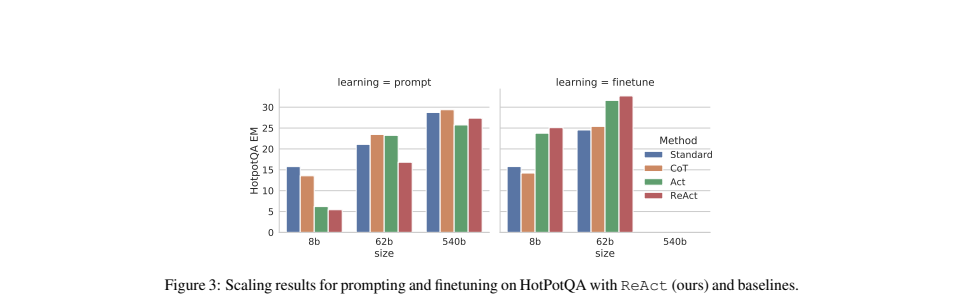 learning = prompt
learning = finetune
HotpotQA EM
30
25
20
15
10
5
0
8b
62b
540b
size
8b
62b
540b
size
Method
Standard
CoT
Act
ReAct
Figure 3: Scaling results for prompting and finetuning on HotPotQA with ReAct (ours) and baselines.